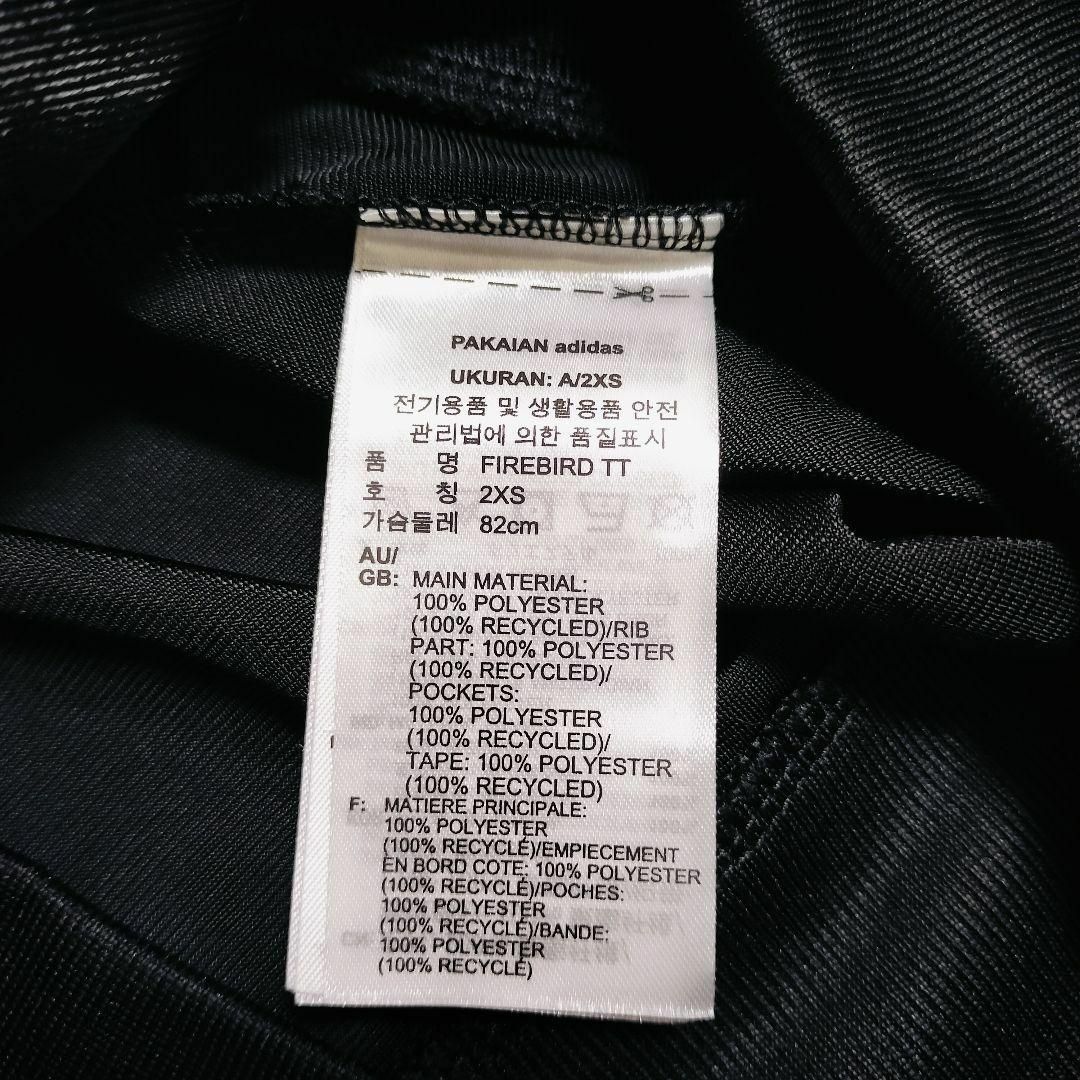 PAKAIAN adidas
UKURAN: A/2XS
전기용품 및 생활용품 안전
관리법에 의한 품질표시
품 명 FIREBIRD TT
호 칭 2XS
가슴둘레 82cm
AU/
GB: MAIN MATERIAL:
100% POLYESTER
(100% RECYCLED)/RIB
PART: 100% POLYESTER
(100% RECYCLED)/
POCKETS:
100% POLYESTER
(100% RECYCLED)/
TAPE: 100% POLYESTER
(100% RECYCLED)
F: MATIERE PRINCIPALE:
100% POLYESTER
(100% RECYCLÉ)/EMPIECEMENT
EN BORD COTE: 100% POLYESTER
(100% RECYCLÉ)/POCHES:
100% POLYESTER
(100% RECYCLÉ)/BANDE:
100% POLYESTER
(100% RECYCLÉ)